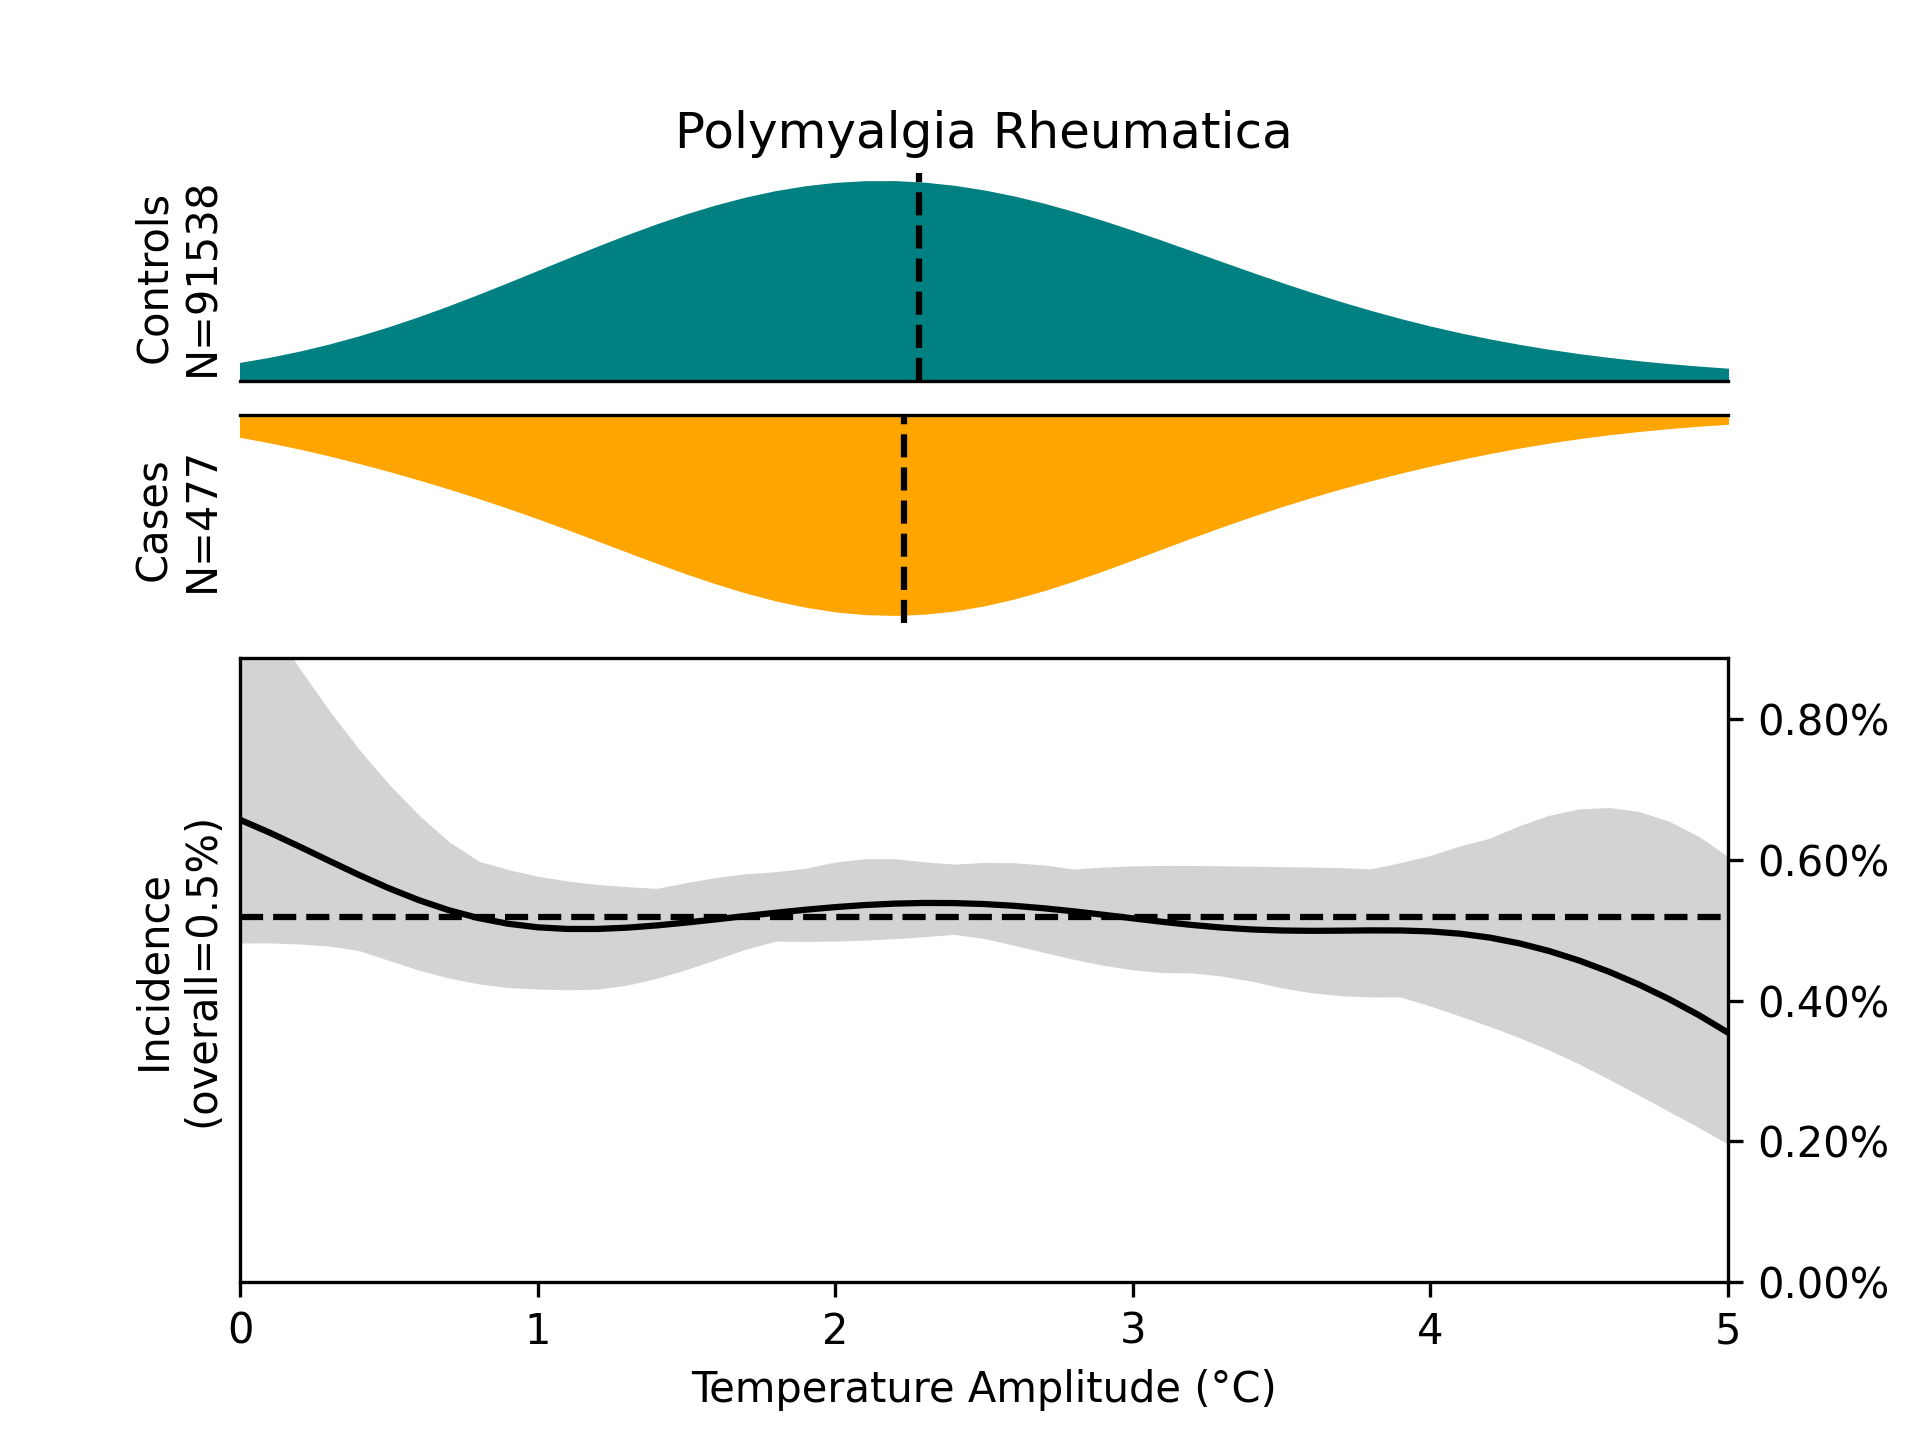 Polymyalgia Rheumatica
Controls
N=91538
Cases
N=477
Incidence
(overall=0.5%)
0.80%
0.60%
0.40%
0.20%
0.00%
0 1 2 3 4 5
Temperature Amplitude (°C)